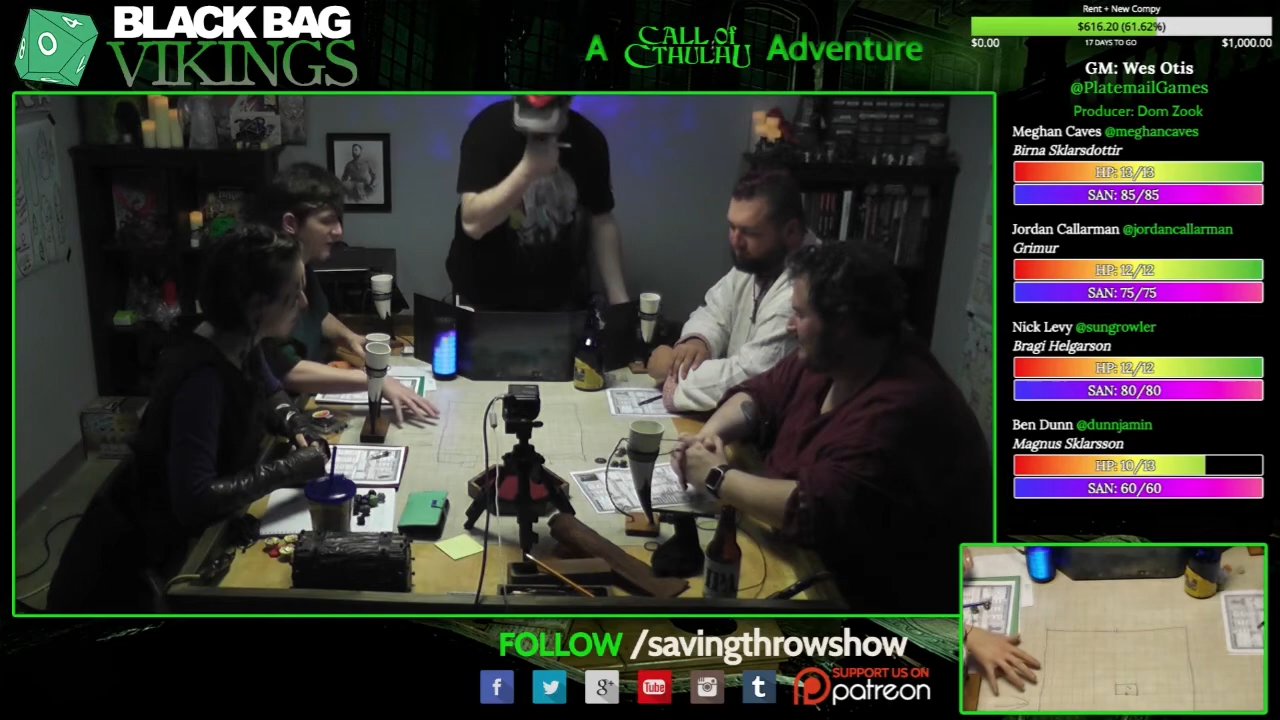 BLACK BAG
VIKINGS
A CALL of CTHULHU Adventure
Rent + New Compy
$616.20 (61.62%)
$0.00 17 DAYS TO GO $1,000.00
GM: Wes Otis
@PlatemailGames
Producer: Dom Zook
Meghan Caves @meghancaves
Birna Sklarsdottir
HP: 13/13
SAN: 85/85
Jordan Callarman @jordancallarman
Grimur
HP: 12/12
SAN: 75/75
Nick Levy @sungrowler
Bragi Helgarson
HP: 12/12
SAN: 80/80
Ben Dunn @dunnjamin
Magnus Sklarsson
HP: 10/13
SAN: 60/60
IPA
FOLLOW /savingthrowshow
f g+ You Tube t
SUPPORT US ON
patreon